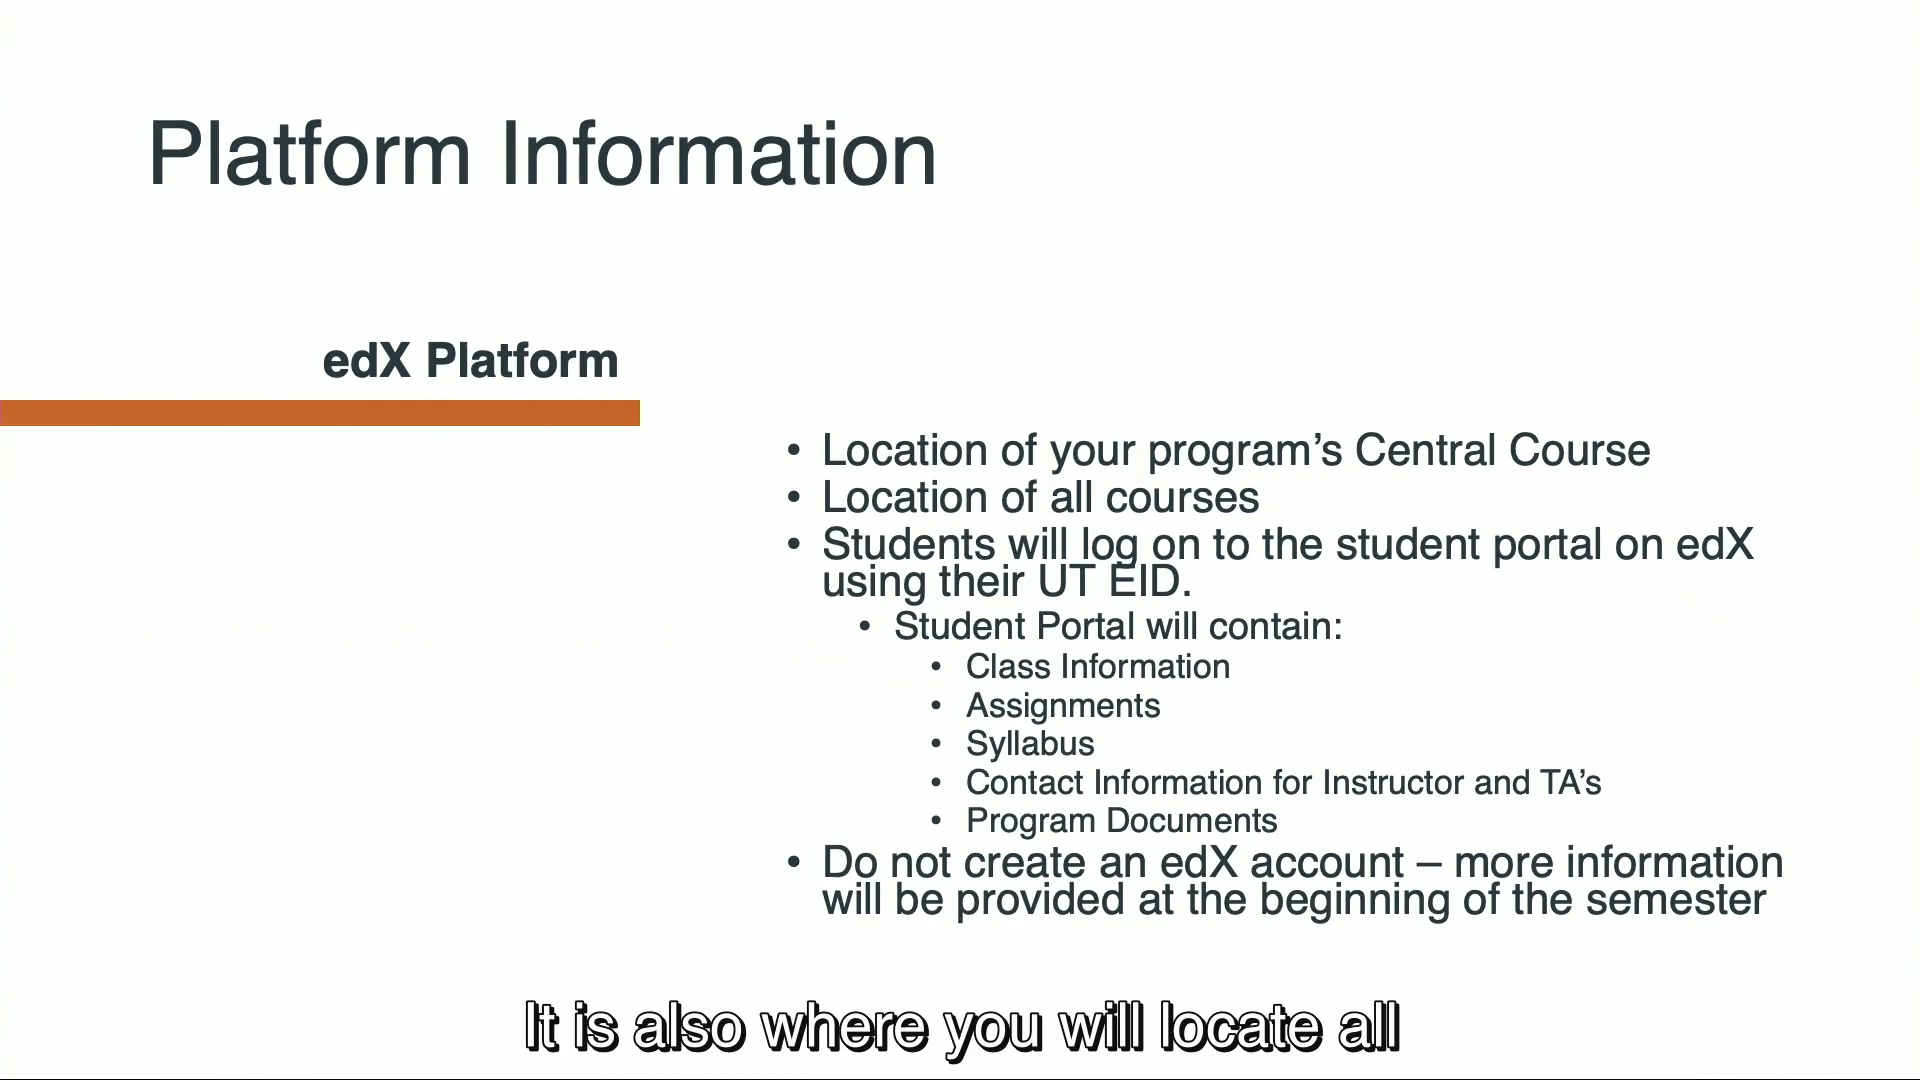 Platform Information
edX Platform
• Location of your program’s Central Course
• Location of all courses
• Students will log on to the student portal on edX
using their UT EID.
• Student Portal will contain:
• Class Information
• Assignments
• Syllabus
• Contact Information for Instructor and TA’s
• Program Documents
• Do not create an edX account – more information
will be provided at the beginning of the semester
It is also where you will locate all